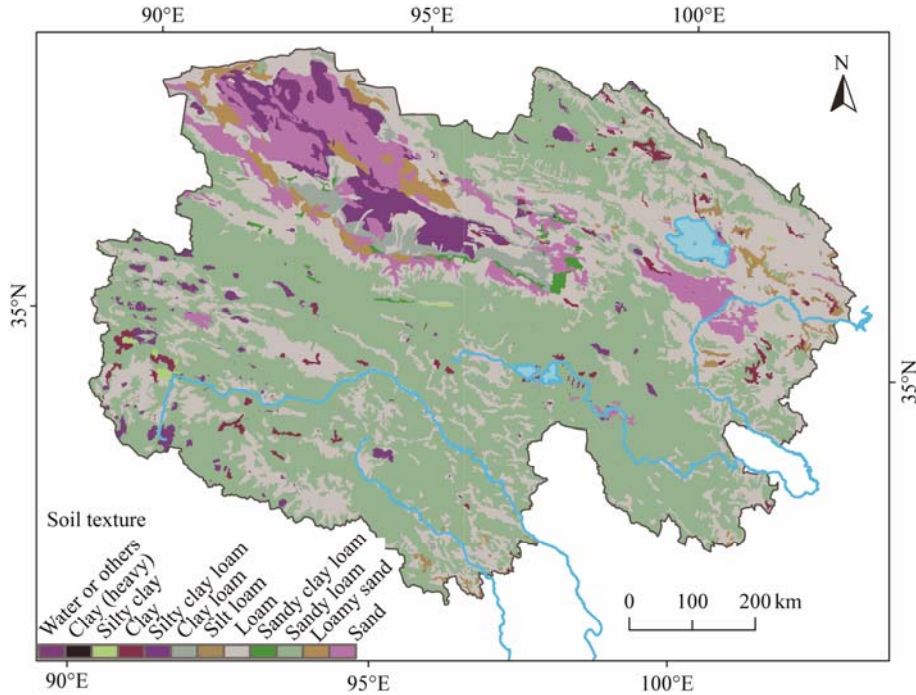 90°E 95°E 100°E
N
35°N
35°N
Soil texture
Water or others
Clay (heavy)
Silty clay
Clay
Silty clay loam
Clay loam
Silt loam
Loam
Sandy clay loam
Sandy loam
Loamy sand
Sand
0 100 200 km
90°E 95°E 100°E